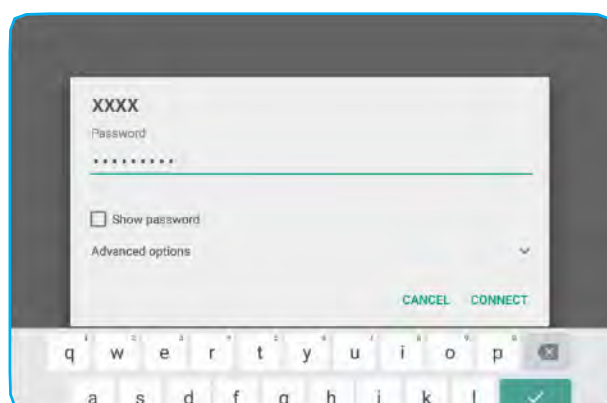 XXXX
Password
•••••••••
Show password
Advanced options
CANCEL CONNECT
q w e r t y u i o p
a s d f g h j k l